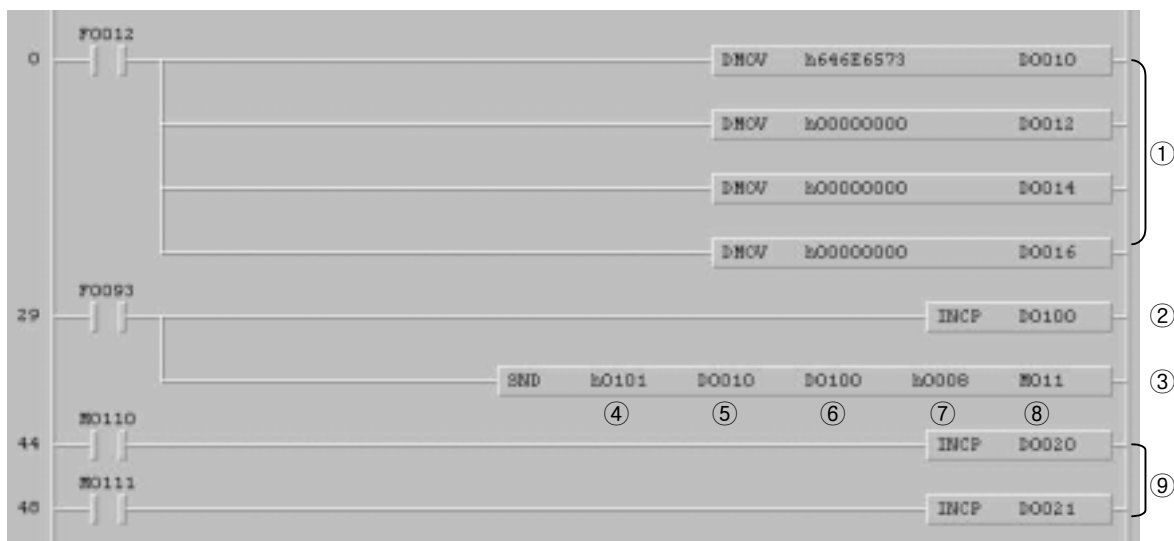 F0012
0 DMOV h646E6573 D0010
DMOV h00000000 D0012
①
DMOV h00000000 D0014
DMOV h00000000 D0016
F0093
29 INCP D0100 ②
SND h0101 D0010 D0100 h0008 M011 ③
④ ⑤ ⑥ ⑦ ⑧
M0110
44 INCP D0020
⑨
M0111
48 INCP D0021